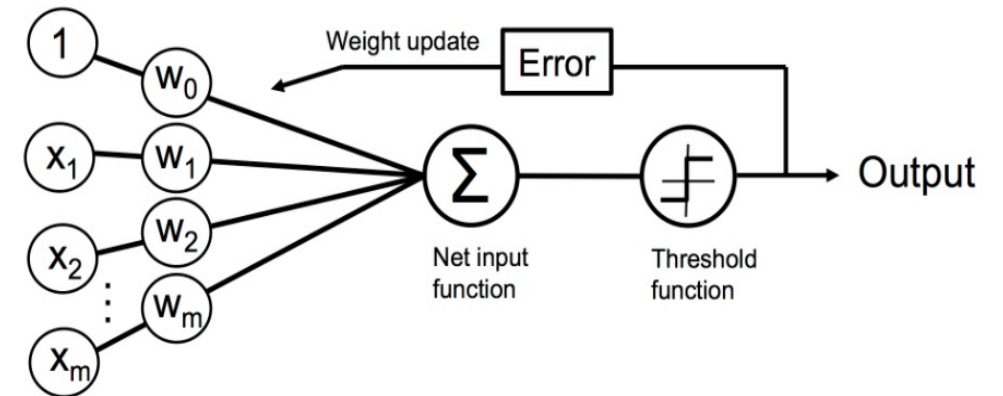 1
W0
Weight update
Error
X1
W1
Σ
Output
X2
W2
Net input
function
Threshold
function
⋮
Wm
Xm